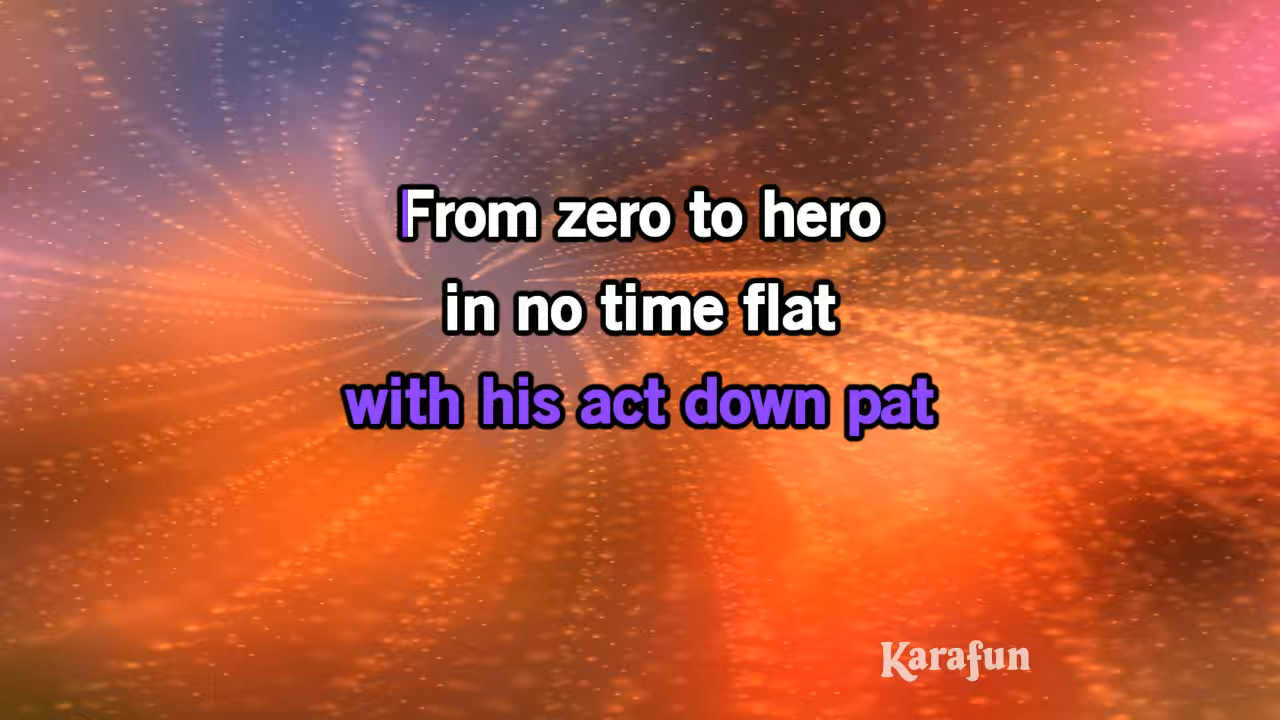 From zero to hero
in no time flat
with his act down pat
Karafun